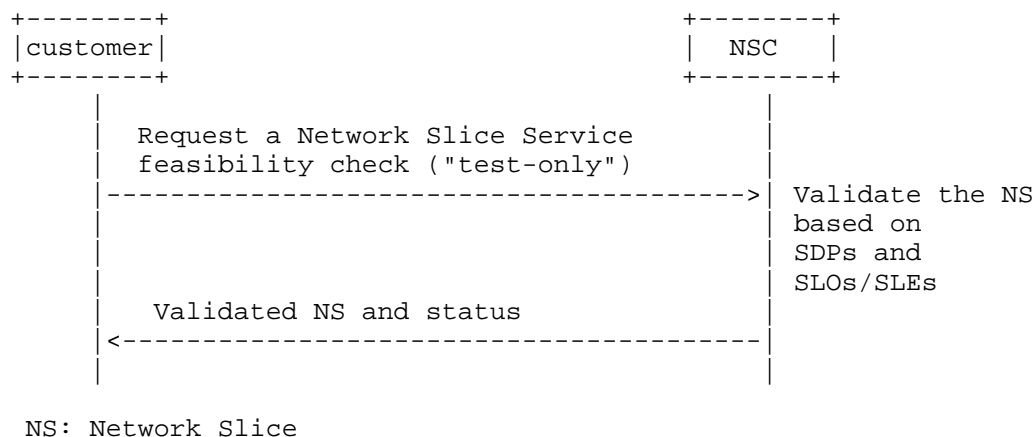 customer
NSC
Request a Network Slice Service
feasibility check ("test-only")
Validate the NS
based on
SDPs and
SLOs/SLEs
Validated NS and status
NS: Network Slice